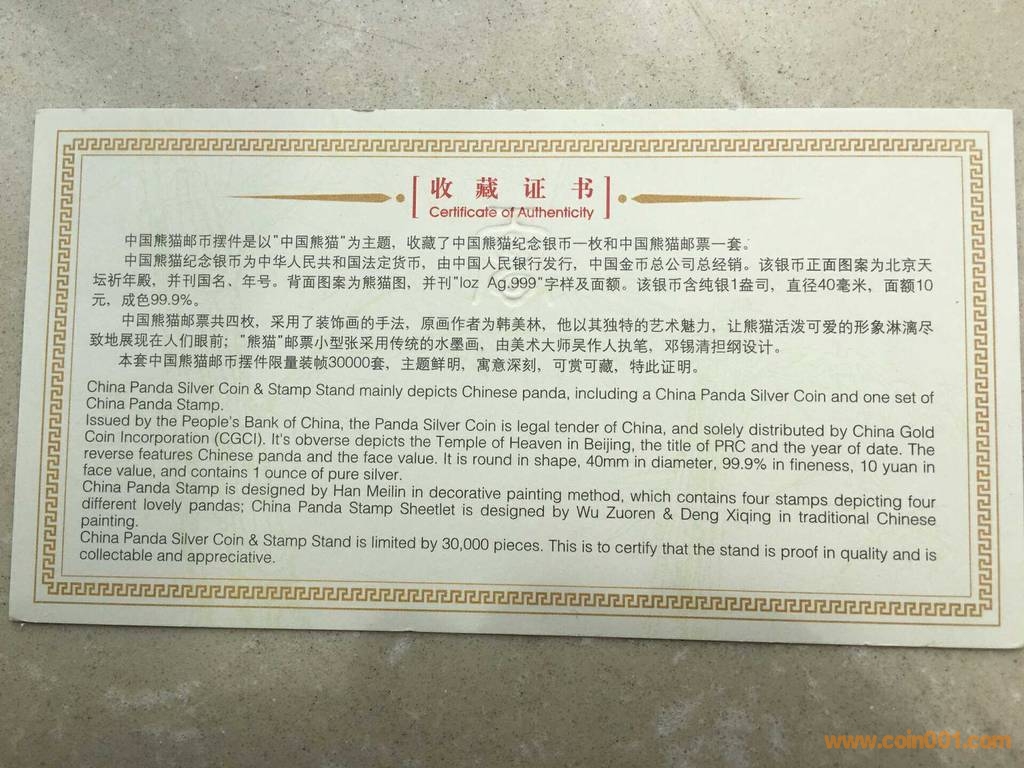 收藏证书
Certificate of Authenticity
中国熊猫邮币摆件是以“中国熊猫”为主题，收藏了中国熊猫纪念银币一枚和中国熊猫邮票一套。
中国熊猫纪念银币为中华人民共和国法定货币，由中国人民银行发行，中国金币总公司总经销。该银币正面图案为北京天
坛祈年殿，并刊国名、年号。背面图案为熊猫图，并刊“loz Ag.999”字样及面额。该银币含纯银1盎司，直径40毫米，面额10
元，成色99.9%。
中国熊猫邮票共四枚，采用了装饰画的手法，原画作者为韩美林，他以其独特的艺术魅力，让熊猫活泼可爱的形象淋漓尽
致地展现在人们眼前；“熊猫”邮票小型张采用传统的水墨画，由美术大师吴作人执笔，邓锡清担纲设计。
本套中国熊猫邮币摆件限量装帧30000套，主题鲜明，寓意深刻，可赏可藏，特此证明。
China Panda Silver Coin & Stamp Stand mainly depicts Chinese panda, including a China Panda Silver Coin and one set of
China Panda Stamp.
Issued by the People's Bank of China, the Panda Silver Coin is legal tender of China, and solely distributed by China Gold
Coin Incorporation (CGCI). It's obverse depicts the Temple of Heaven in Beijing, the title of PRC and the year of date. The
reverse features Chinese panda and the face value. It is round in shape, 40mm in diameter, 99.9% in fineness, 10 yuan in
face value, and contains 1 ounce of pure silver.
China Panda Stamp is designed by Han Meilin in decorative painting method, which contains four stamps depicting four
different lovely pandas; China Panda Stamp Sheetlet is designed by Wu Zuoren & Deng Xiqing in traditional Chinese
painting.
China Panda Silver Coin & Stamp Stand is limited by 30,000 pieces. This is to certify that the stand is proof in quality and is
collectable and appreciative.
www.coin001.com